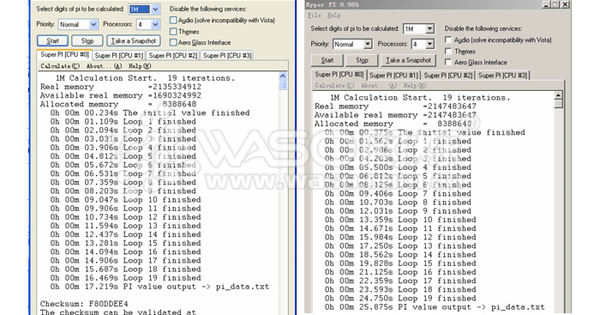 Select digits of pi to be calculated: 1M Disable the following services:
Audio (solve incompatibility with Vista)
Priority: Normal Processors: 4 Themes
Start Stop Take a Snapshot Aero Glass Interface
Super PI [CPU #0] Super PI [CPU #1] Super PI [CPU #2] Super PI [CPU #3]
Calculate(C) About...(A) Help(H)
1M Calculation Start. 19 iterations.
Real memory =2135334912
Available real memory =1690324992
Allocated memory = 8388648
0h 00m 00.234s The initial value finished
0h 00m 01.109s Loop 1 finished
0h 00m 02.094s Loop 2 finished
0h 00m 03.031s Loop 3 finished
0h 00m 03.906s Loop 4 finished
0h 00m 04.812s Loop 5 finished
0h 00m 05.672s Loop 6 finished
0h 00m 06.531s Loop 7 finished
0h 00m 07.359s Loop 8 finished
0h 00m 08.203s Loop 9 finished
0h 00m 09.047s Loop 10 finished
0h 00m 09.906s Loop 11 finished
0h 00m 10.734s Loop 12 finished
0h 00m 11.594s Loop 13 finished
0h 00m 12.437s Loop 14 finished
0h 00m 13.281s Loop 15 finished
0h 00m 14.094s Loop 16 finished
0h 00m 14.906s Loop 17 finished
0h 00m 15.687s Loop 18 finished
0h 00m 16.469s Loop 19 finished
0h 00m 17.219s PI value output -> pi_data.txt
Checksum: F80DDEE4
The checksum can be validated at
Hyper PI 0.99b
File Help
Select digits of pi to be calculated: 1M Disable the following services:
Audio (solve incompatibility with Vista)
Priority: Normal Processors: 4 Themes
Start Stop Take a Snapshot Aero Glass Interface
Super PI [CPU #0] Super PI [CPU #1] Super PI [CPU #2] Super PI [CPU #3]
Calculate(C) About...(A) Help(H)
1M Calculation Start. 19 iterations.
Real memory =2147483647
Available real memory =2147483647
Allocated memory = 8388648
0h 00m 00.375s The initial value finished
0h 00m 01.562s Loop 1 finished
0h 00m 02.906s Loop 2 finished
0h 00m 04.203s Loop 3 finished
0h 00m 05.500s Loop 4 finished
0h 00m 06.812s Loop 5 finished
0h 00m 08.125s Loop 6 finished
0h 00m 09.406s Loop 7 finished
0h 00m 10.703s Loop 8 finished
0h 00m 12.031s Loop 9 finished
0h 00m 13.359s Loop 10 finished
0h 00m 14.671s Loop 11 finished
0h 00m 15.984s Loop 12 finished
0h 00m 17.250s Loop 13 finished
0h 00m 18.562s Loop 14 finished
0h 00m 19.828s Loop 15 finished
0h 00m 21.125s Loop 16 finished
0h 00m 22.359s Loop 17 finished
0h 00m 23.593s Loop 18 finished
0h 00m 24.750s Loop 19 finished
0h 00m 25.875s PI value output -> pi_data.txt